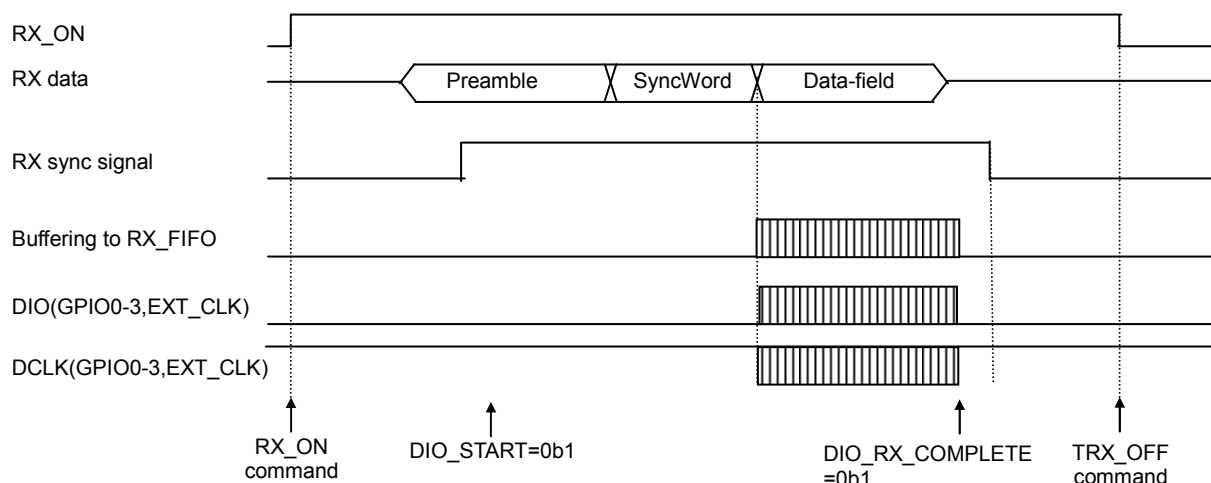 RX_ON
RX data
Preamble
SyncWord
Data-field
RX sync signal
Buffering to RX_FIFO
DIO(GPIO0-3,EXT_CLK)
DCLK(GPIO0-3,EXT_CLK)
RX_ON
command
DIO_START=0b1
DIO_RX_COMPLETE
=0b1
TRX_OFF
command